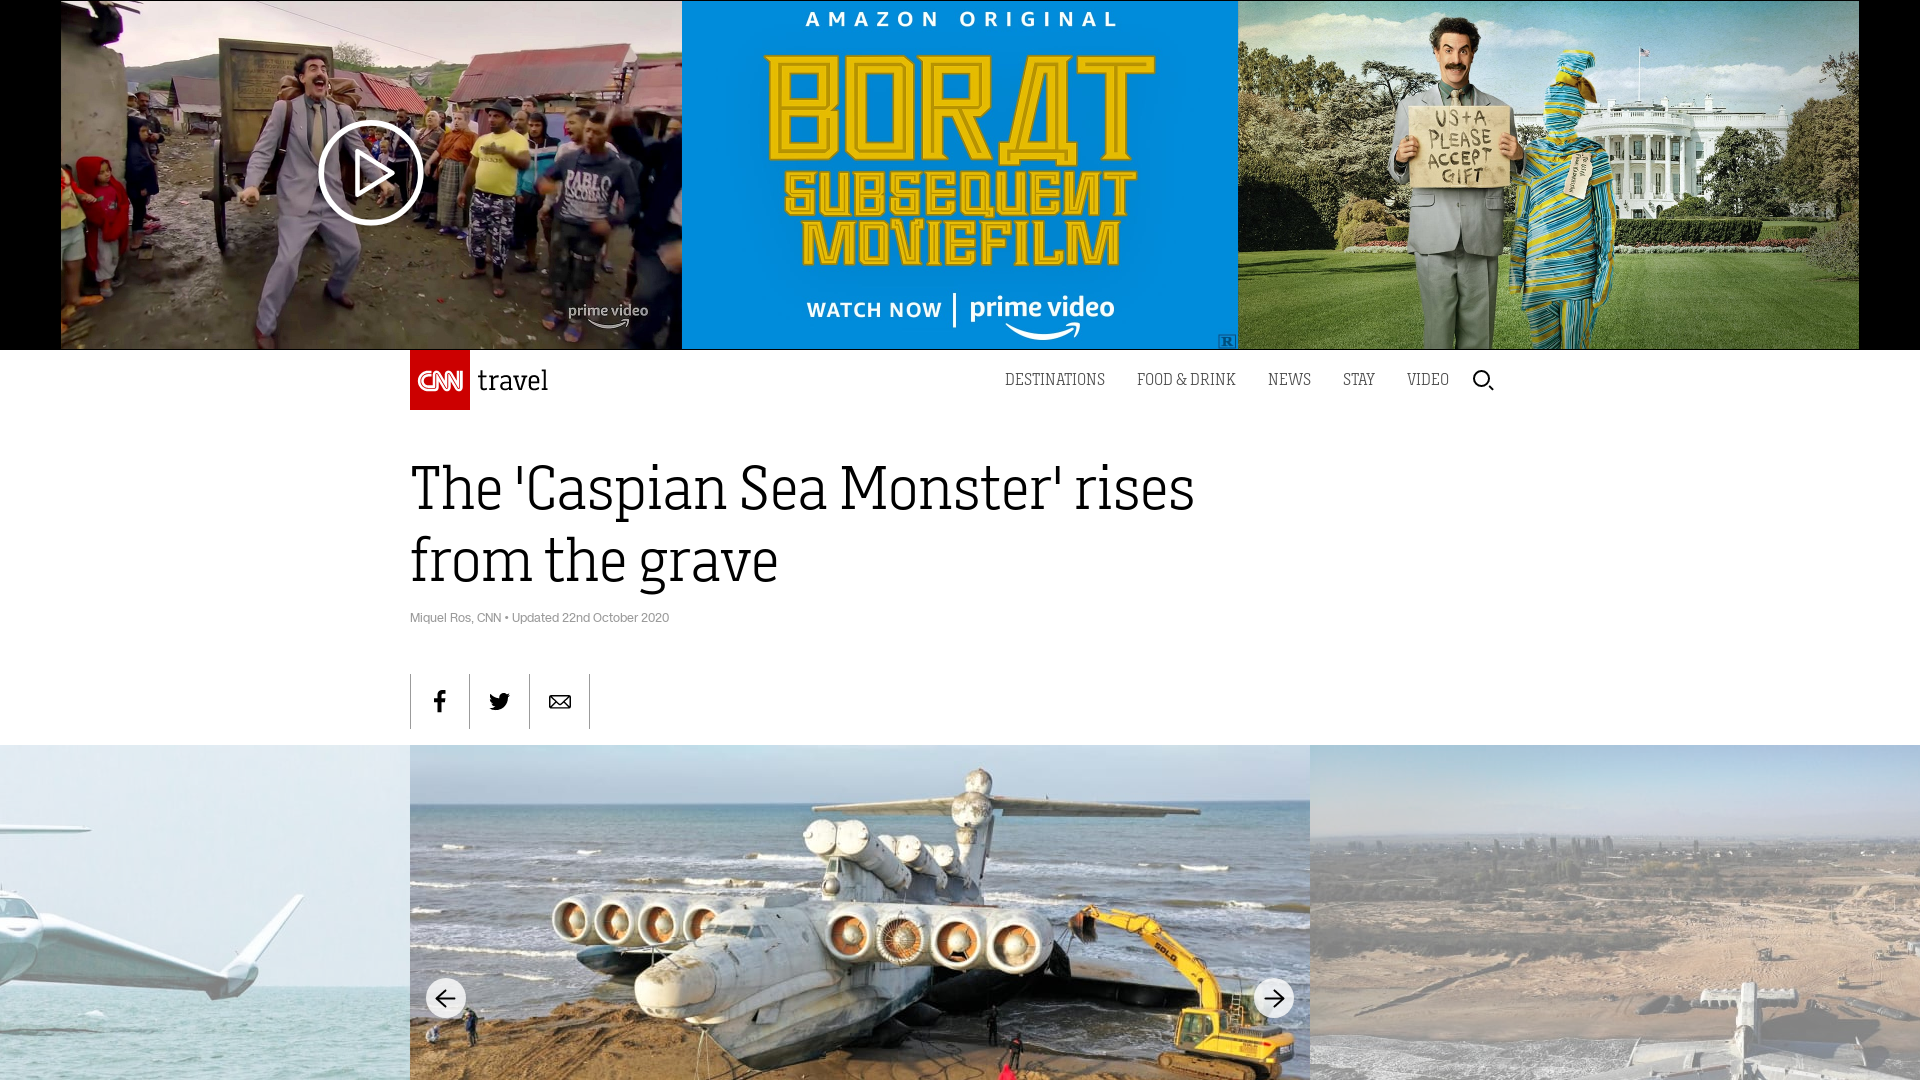 AMAZON ORIGINAL
BORAT
SUBSEQUENT
MOVIEFILM
WATCH NOW | prime video
R
prime video
PABLO
ESCOBAR
US+A
PLEASE
ACCEPT
GIFT
CNN travel
DESTINATIONS FOOD & DRINK NEWS STAY VIDEO
The 'Caspian Sea Monster' rises
from the grave
Miquel Ros, CNN • Updated 22nd October 2020
SDLG